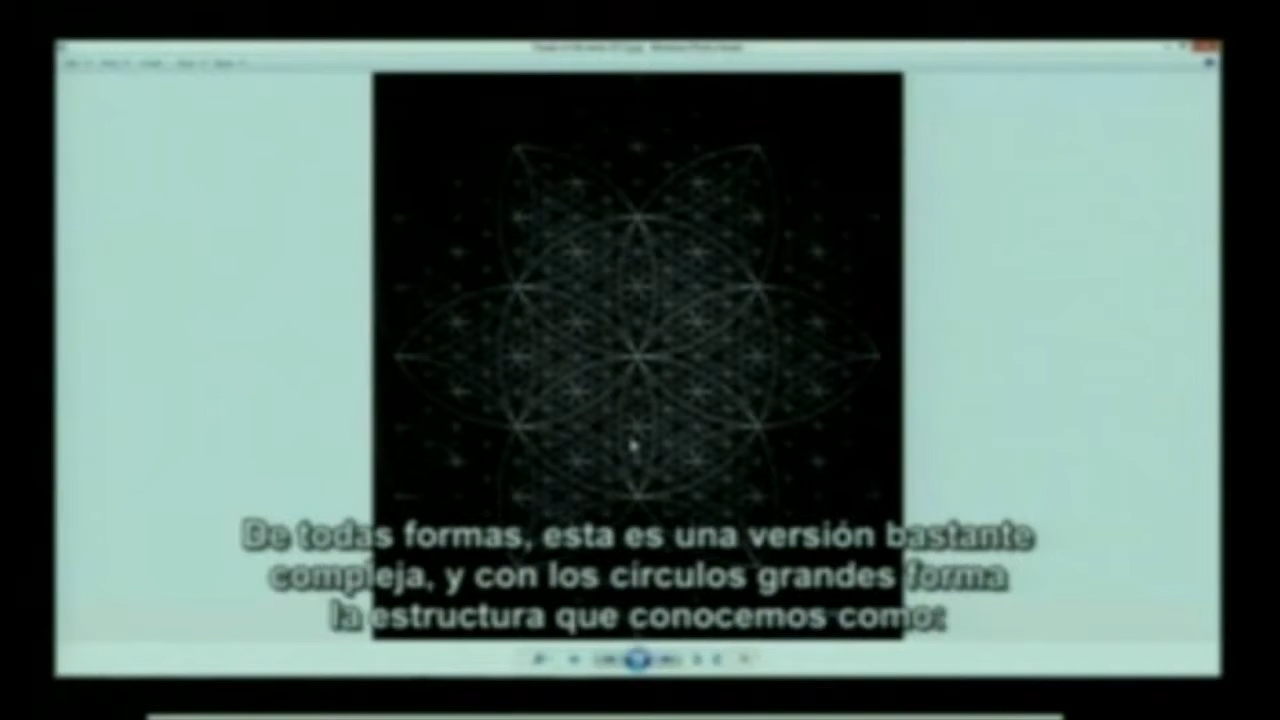 De todas formas, esta es una versión bastante
compleja, y con los círculos grandes forma
la estructura que conocemos como: